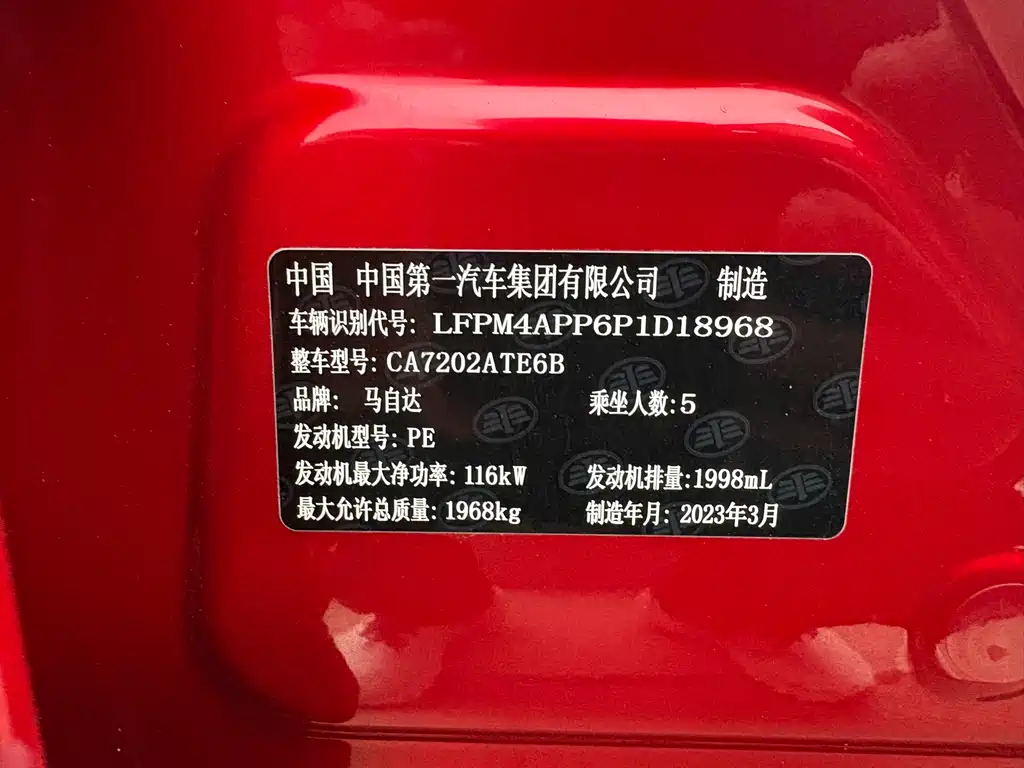 中国 中国第一汽车集团有限公司 制造
车辆识别代号: LFPM4APP6P1D18968
整车型号: CA7202ATE6B
品牌: 马自达 乘坐人数:5
发动机型号: PE
发动机最大净功率: 116kW 发动机排量:1998mL
最大允许总质量: 1968kg 制造年月: 2023年3月